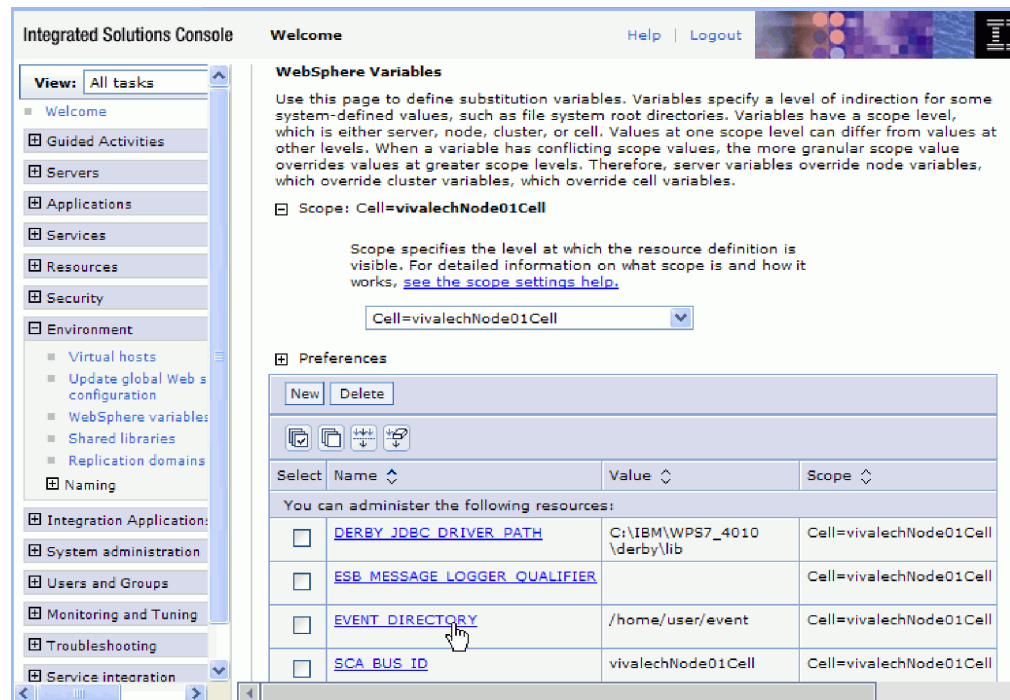 Integrated Solutions Console
Welcome
Help | Logout
View: All tasks
Welcome
Guided Activities
Servers
Applications
Services
Resources
Security
Environment
Virtual hosts
Update global Web s
configuration
WebSphere variables
Shared libraries
Replication domains
Naming
Integration Applications
System administration
Users and Groups
Monitoring and Tuning
Troubleshooting
Service integration
WebSphere Variables
Use this page to define substitution variables. Variables specify a level of indirection for some
system-defined values, such as file system root directories. Variables have a scope level,
which is either server, node, cluster, or cell. Values at one scope level can differ from values at
other levels. When a variable has conflicting scope values, the more granular scope value
overrides values at greater scope levels. Therefore, server variables override node variables,
which override cluster variables, which override cell variables.
Scope: Cell=vivalechNode01Cell
Scope specifies the level at which the resource definition is
visible. For detailed information on what scope is and how it
works, see the scope settings help.
Cell=vivalechNode01Cell
Preferences
New Delete
Select Name Value Scope
You can administer the following resources:
DERBY_JDBC_DRIVER_PATH C:\IBM\WPS7_4010 Cell=vivalechNode01Cell
\derby\lib
ESB_MESSAGE_LOGGER_QUALIFIER Cell=vivalechNode01Cell
EVENT_DIRECTORY /home/user/event Cell=vivalechNode01Cell
SCA_BUS_ID vivalechNode01Cell Cell=vivalechNode01Cell